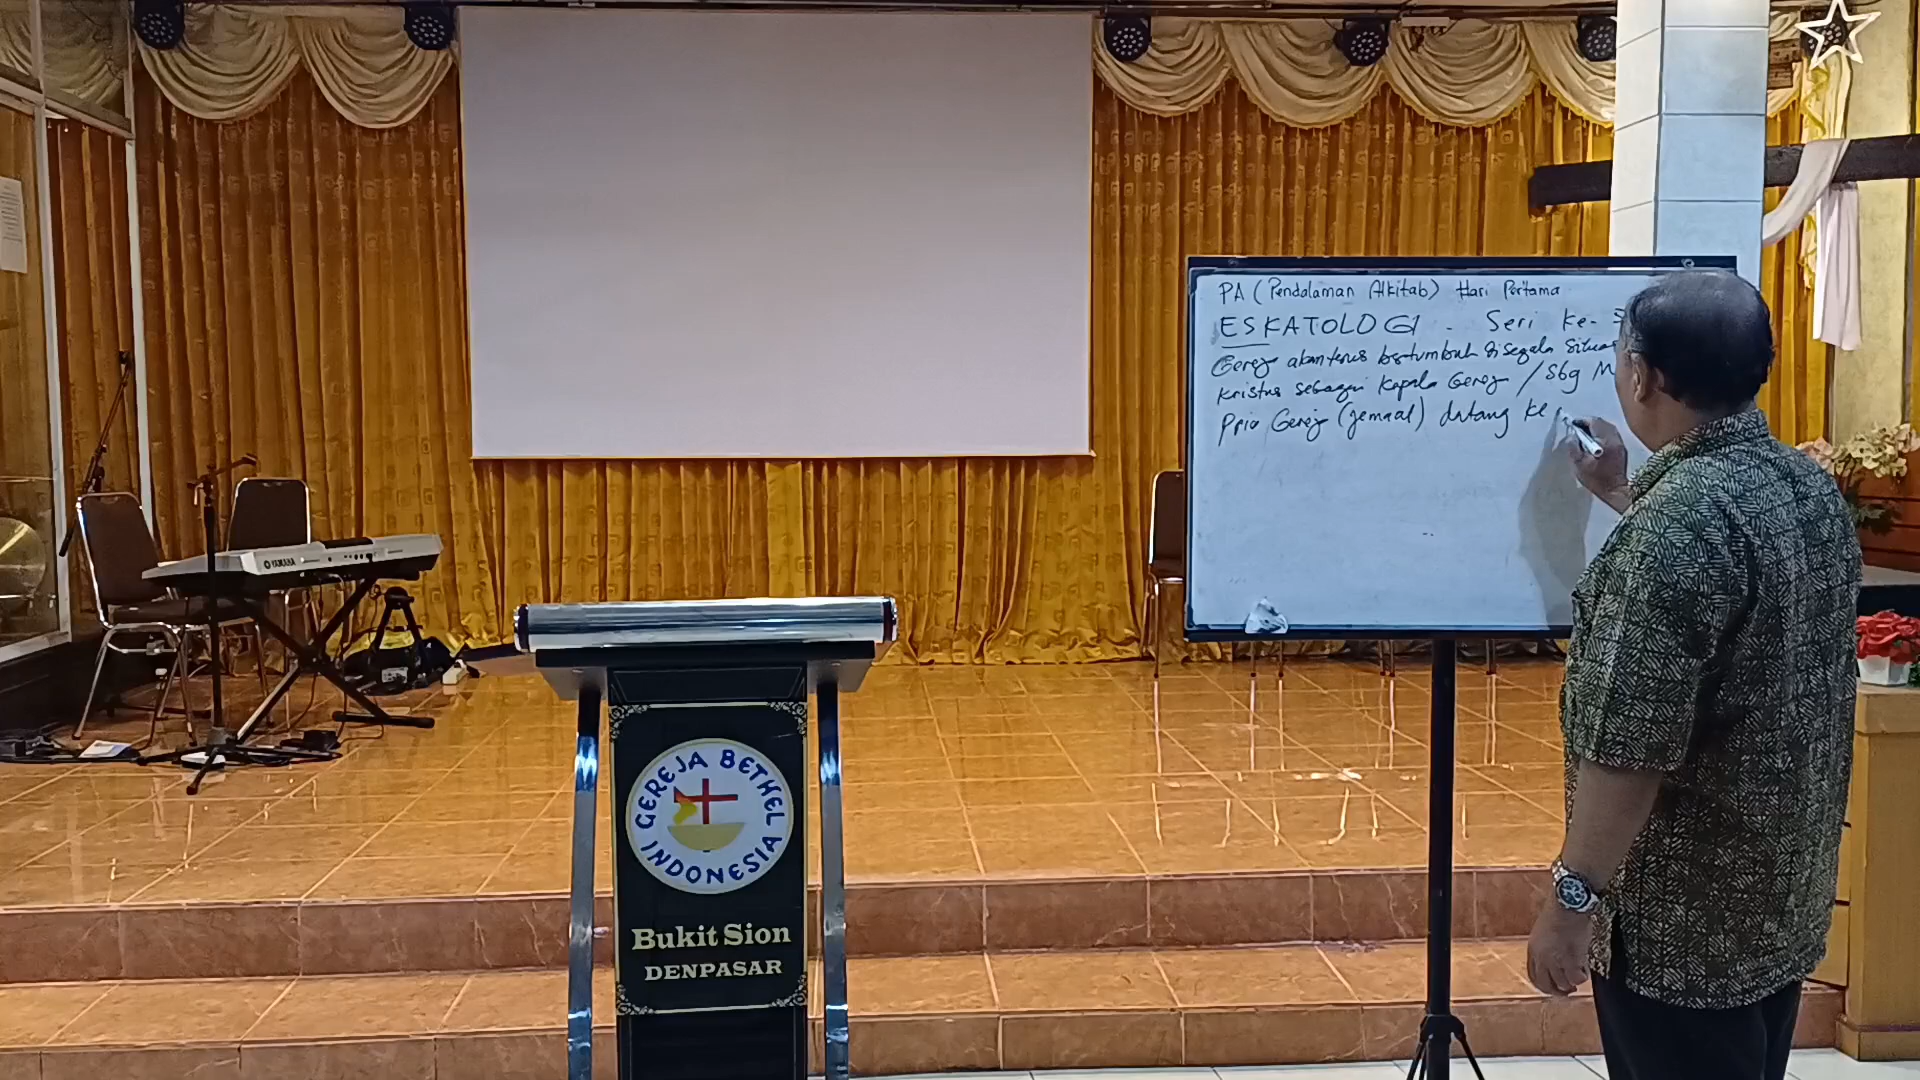 PA (Pendalaman Alkitab) Hari Pertama
ESKATOLOGI - Seri ke-
Gereja akan terus bertumbuh di segala
Kristus sebagai Kepala Gereja / Sbg M
Gereja (jemaat) datang ke
YAMAHA
GEREJA BETHEL INDONESIA
Bukit Sion
DENPASAR